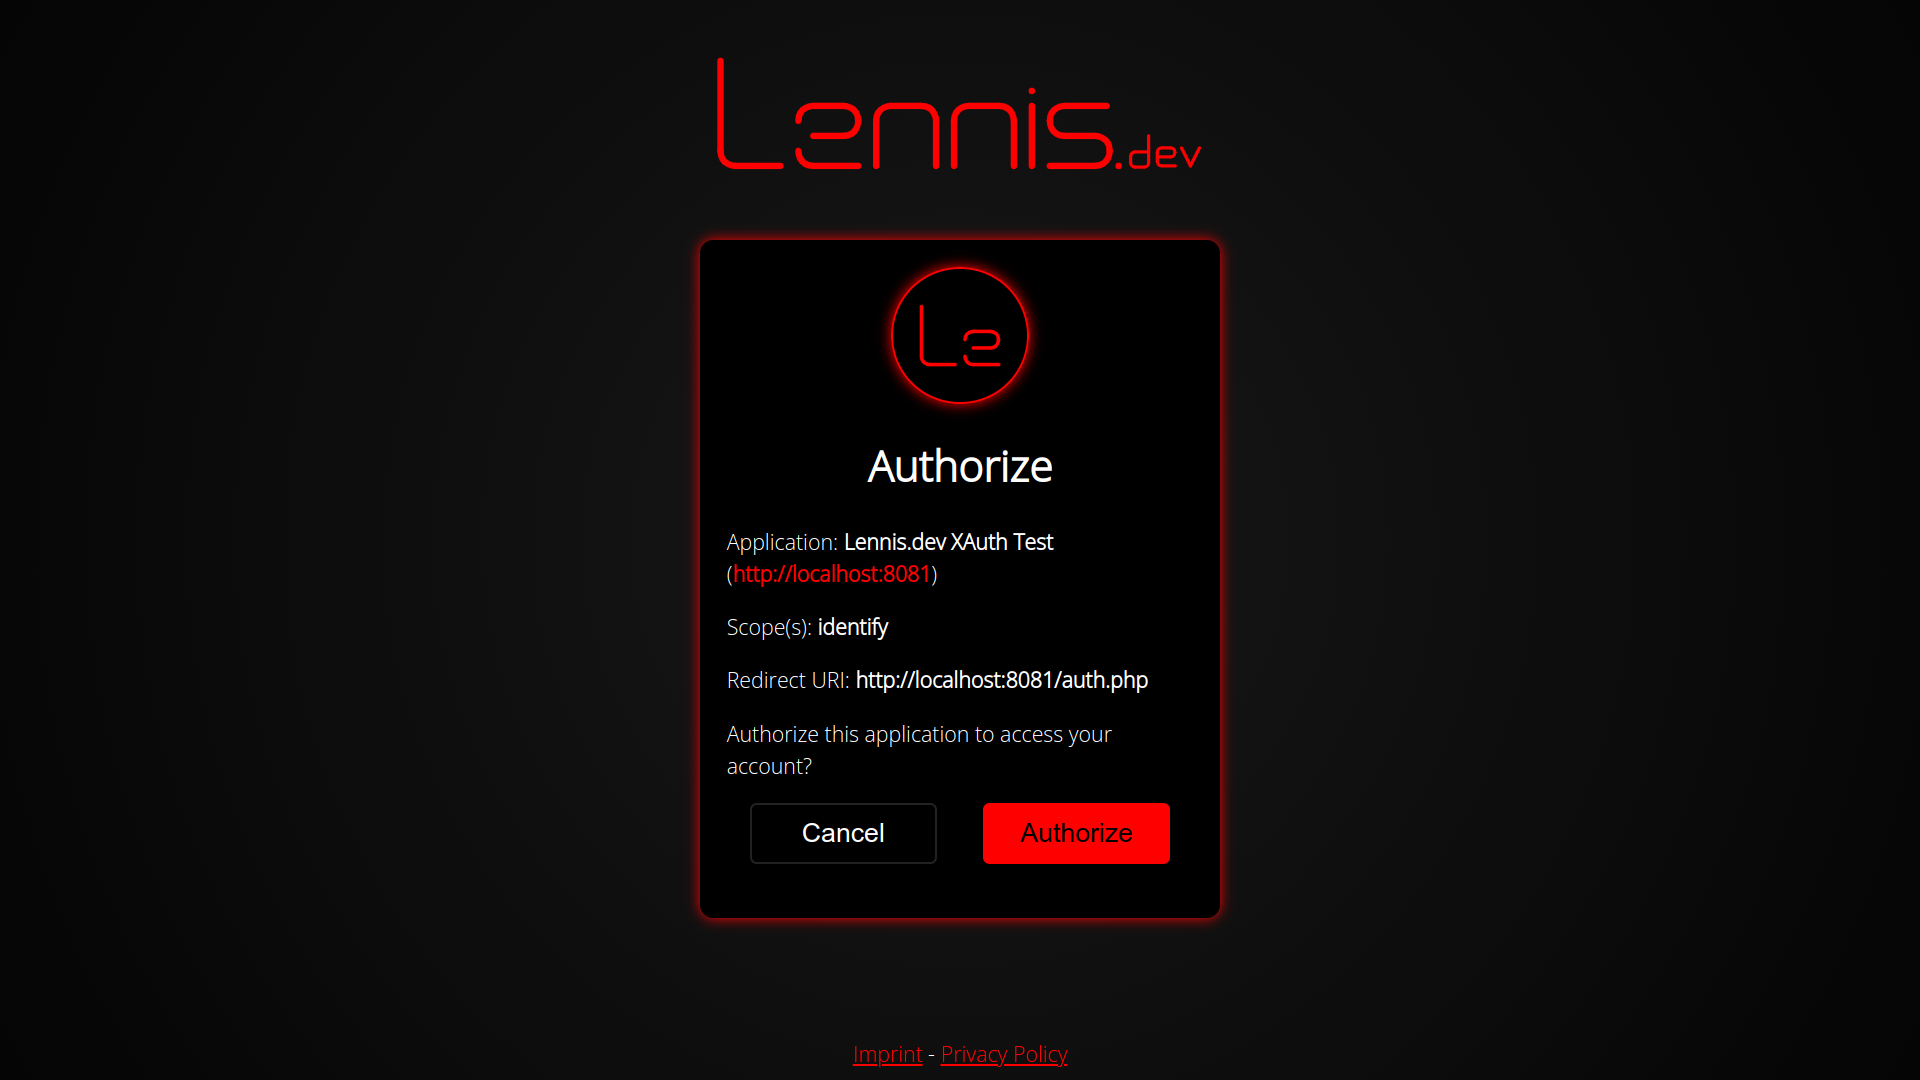 Lennis.dev
Le
Authorize
Application: Lennis.dev XAuth Test
(http://localhost:8081)
Scope(s): identify
Redirect URI: http://localhost:8081/auth.php
Authorize this application to access your
account?
Cancel Authorize
Imprint - Privacy Policy